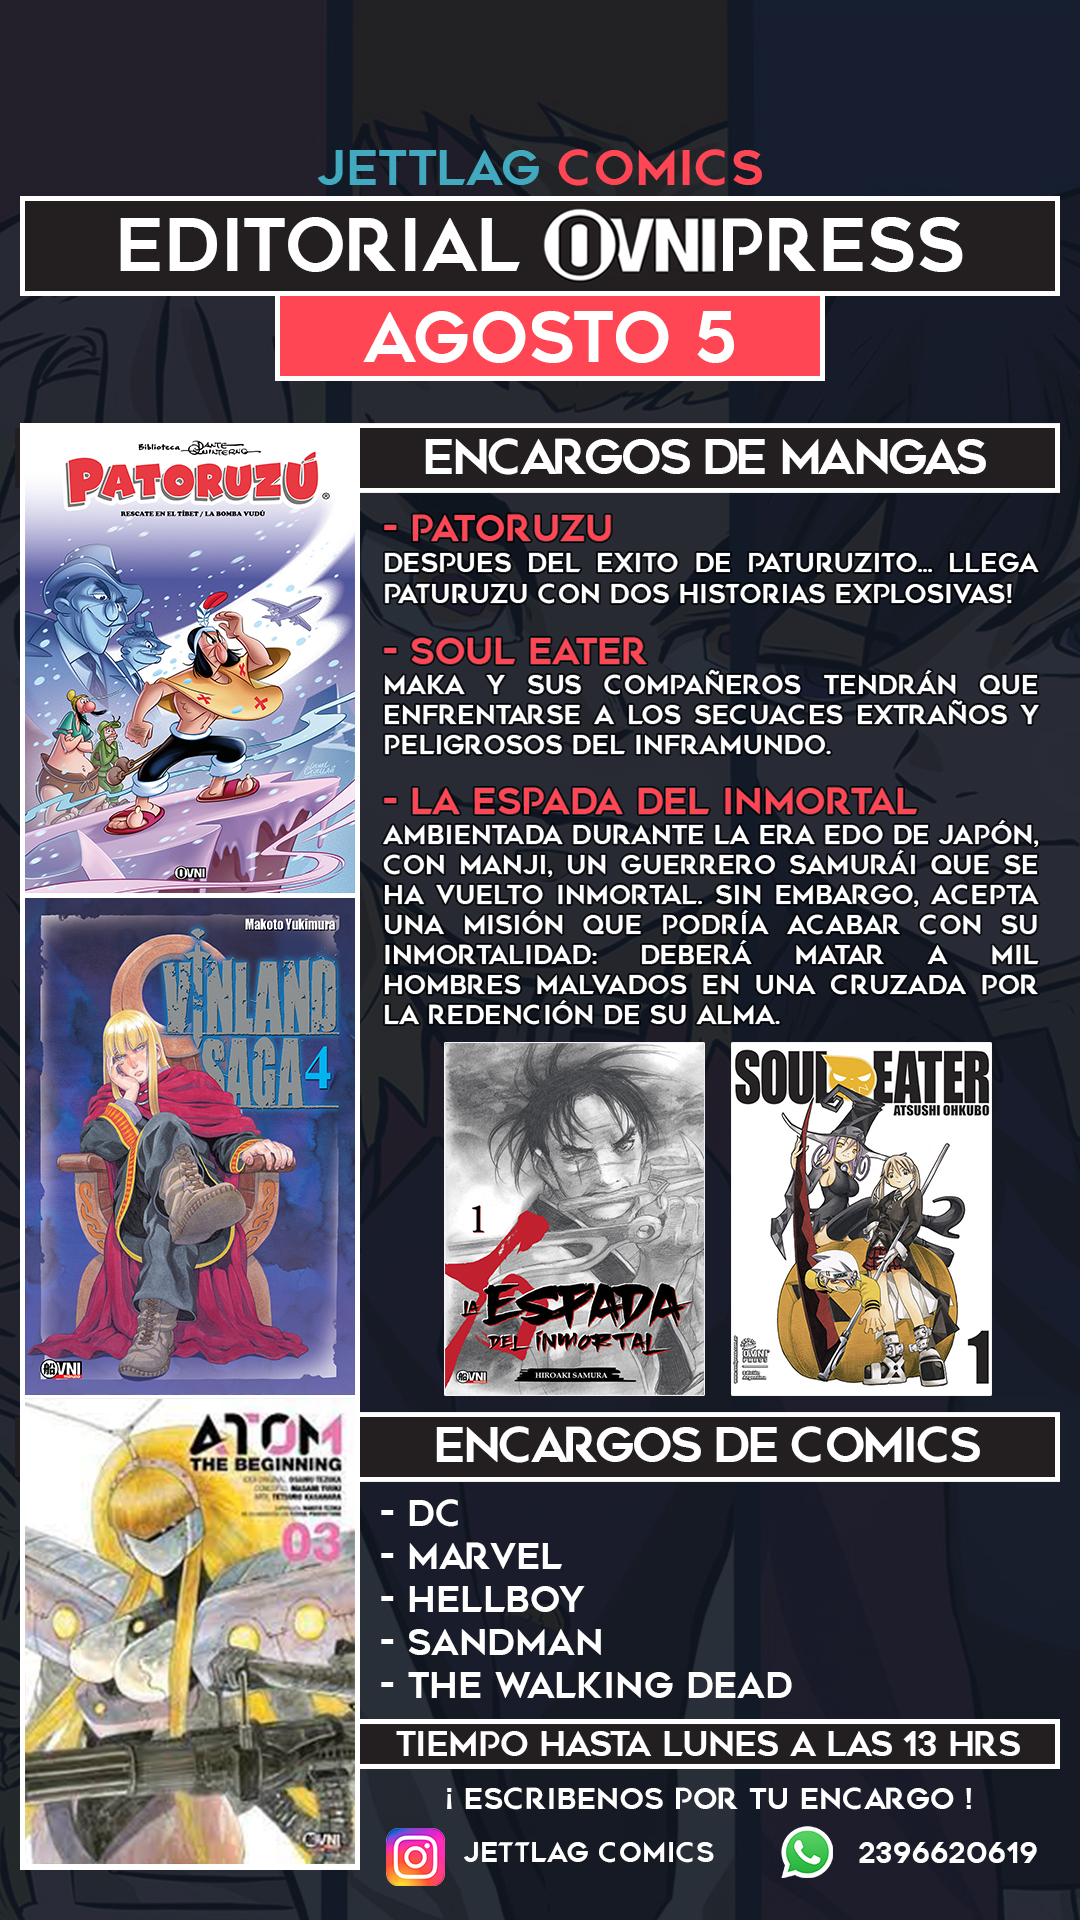 JETTLAG COMICS
EDITORIAL OVNIPRESS
AGOSTO 5
Biblioteca DANTE QUINTERNO
PATORUZÚ
RESCATE EN EL TÍBET / LA BOMBA VUDÚ
OVNI
ENCARGOS DE MANGAS
- PATORUZU
DESPUES DEL EXITO DE PATURUZITO... LLEGA
PATURUZU CON DOS HISTORIAS EXPLOSIVAS!
- SOUL EATER
MAKA Y SUS COMPAÑEROS TENDRÁN QUE
ENFRENTARSE A LOS SECUACES EXTRAÑOS Y
PELIGROSOS DEL INFRAMUNDO.
- LA ESPADA DEL INMORTAL
AMBIENTADA DURANTE LA ERA EDO DE JAPÓN,
CON MANJI, UN GUERRERO SAMURÁI QUE SE
HA VUELTO INMORTAL. SIN EMBARGO, ACEPTA
UNA MISIÓN QUE PODRÍA ACABAR CON SU
INMORTALIDAD: DEBERÁ MATAR A MIL
HOMBRES MALVADOS EN UNA CRUZADA POR
LA REDENCIÓN DE SU ALMA.
Makoto Yukimura
VINLAND
SAGA 4
OVNI
1
LA ESPADA
DEL INMORTAL
HIROAKI SAMURA
OVNI
SOUL EATER
ATSUSHI OHKUBO
OVNI
PRESS
Edición
Argentina
1
ATOM
THE BEGINNING
03
OVNI
ENCARGOS DE COMICS
- DC
- MARVEL
- HELLBOY
- SANDMAN
- THE WALKING DEAD
TIEMPO HASTA LUNES A LAS 13 HRS
¡ ESCRIBENOS POR TU ENCARGO !
JETTLAG COMICS
2396620619